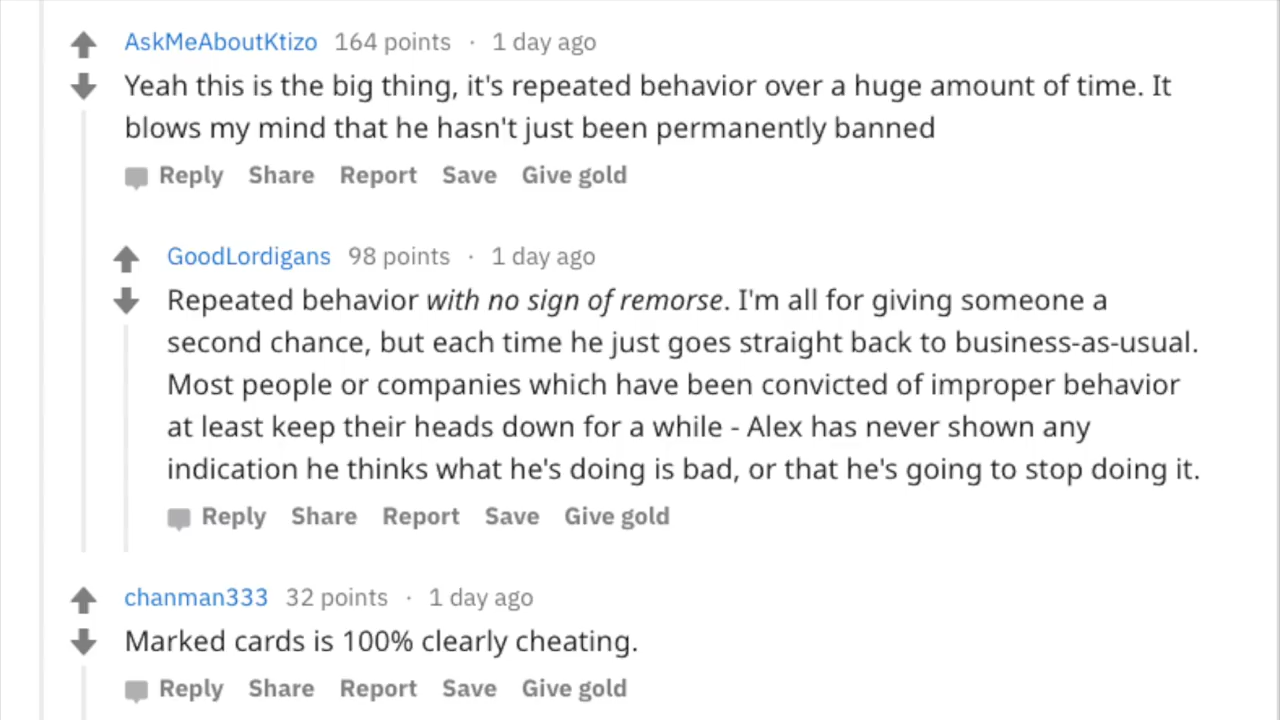 AskMeAboutKtizo 164 points · 1 day ago
Yeah this is the big thing, it's repeated behavior over a huge amount of time. It
blows my mind that he hasn't just been permanently banned
Reply Share Report Save Give gold
GoodLordigans 98 points · 1 day ago
Repeated behavior with no sign of remorse. I'm all for giving someone a
second chance, but each time he just goes straight back to business-as-usual.
Most people or companies which have been convicted of improper behavior
at least keep their heads down for a while - Alex has never shown any
indication he thinks what he's doing is bad, or that he's going to stop doing it.
Reply Share Report Save Give gold
chanman333 32 points · 1 day ago
Marked cards is 100% clearly cheating.
Reply Share Report Save Give gold